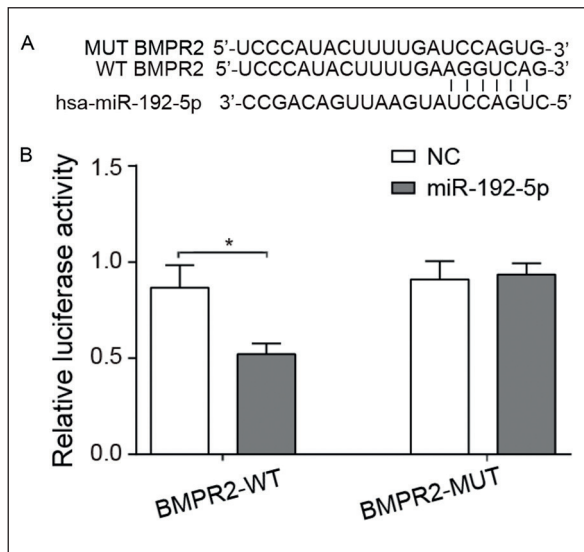 A
MUT BMPR2 5'-UCCCAUACUUUUGAUCCAGUG-3'
WT BMPR2 5'-UCCCAUACUUUUGAAGGUCAG-3'
hsa-miR-192-5p 3'-CCGACAGUUAAGUAUCCAGUC-5'
B
NC
miR-192-5p
Relative luciferase activity
1.5
1.0
0.5
0.0
*
BMPR2-WT
BMPR2-MUT